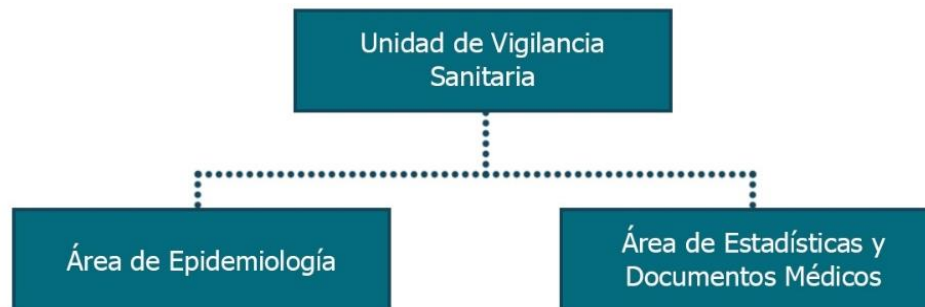 Unidad de Vigilancia
Sanitaria
Área de Epidemiología
Área de Estadísticas y
Documentos Médicos